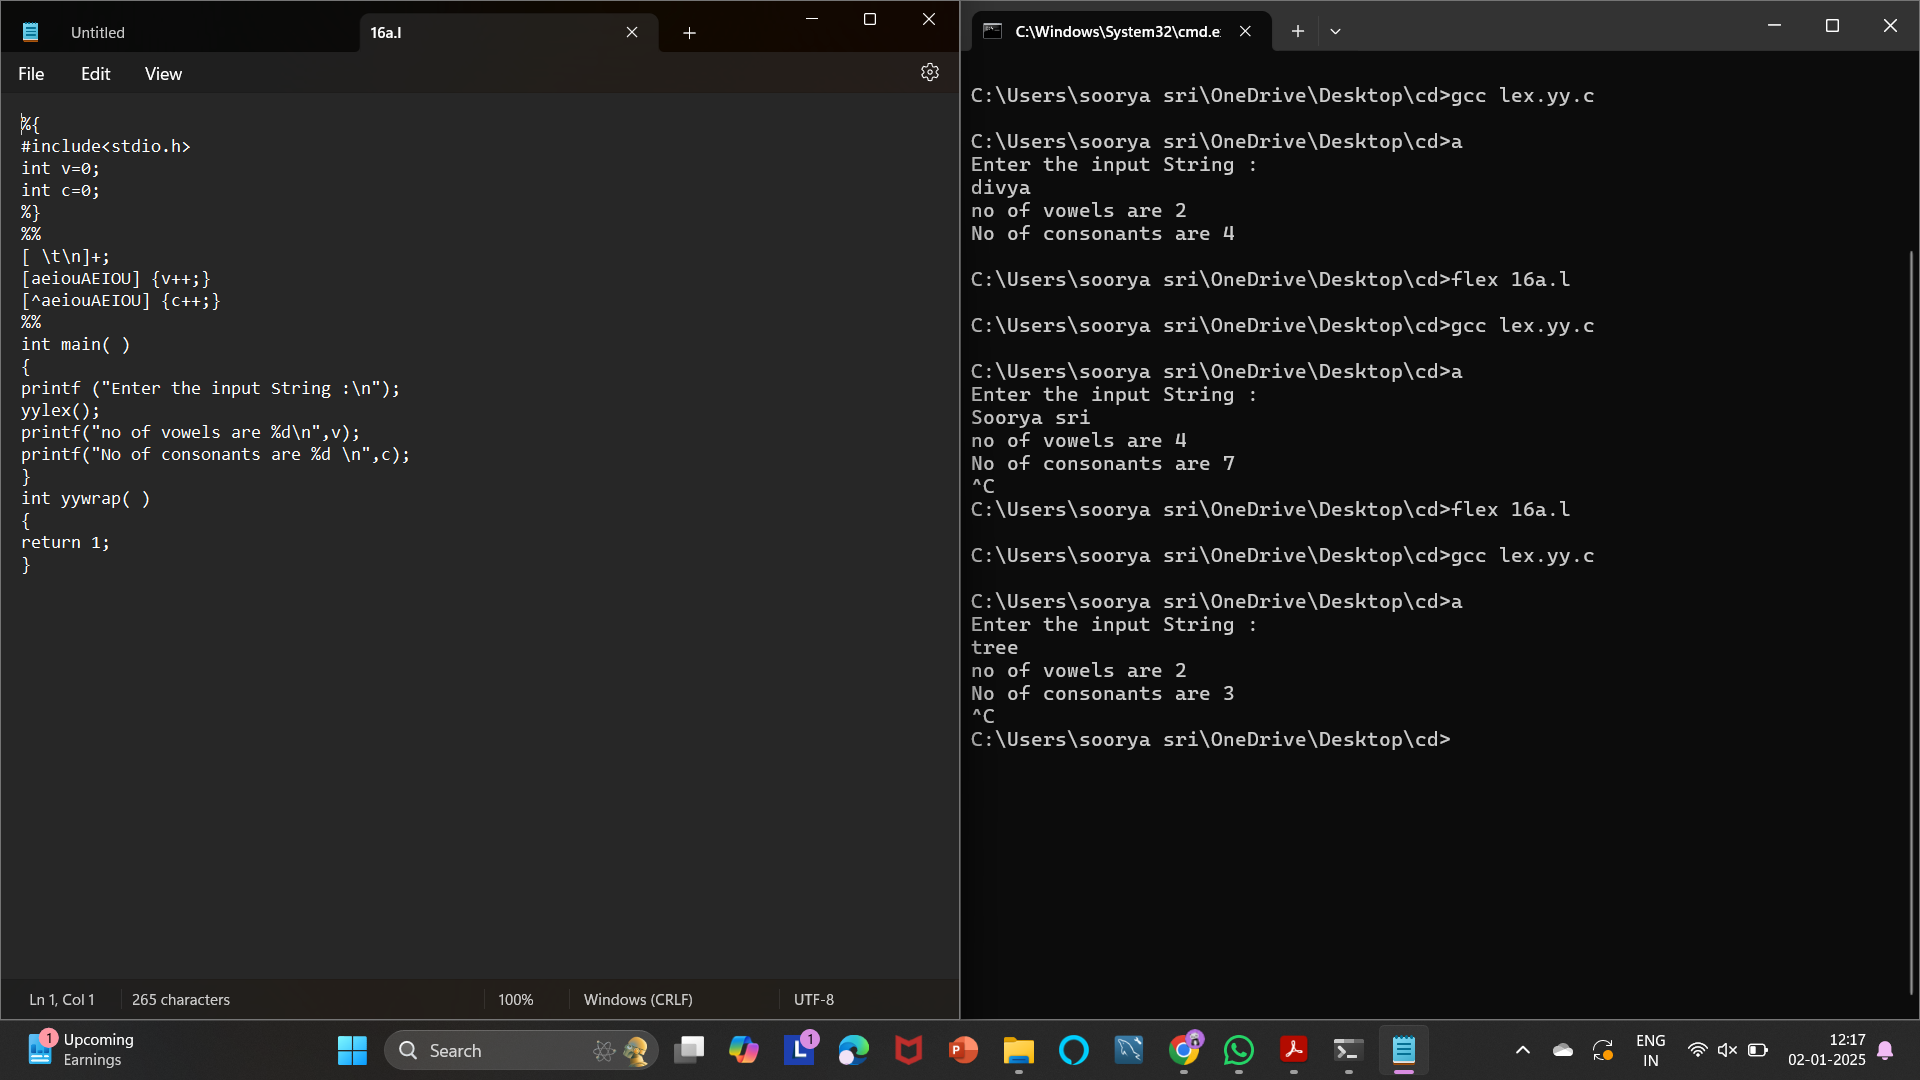 Untitled
16a.l
File Edit View
%{
#include<stdio.h>
int v=0;
int c=0;
%}
%%
[ \t\n]+;
[aeiouAEIOU] {v++;}
[^aeiouAEIOU] {c++;}
%%
int main( )
{
printf ("Enter the input String :\n");
yylex();
printf("no of vowels are %d\n",v);
printf("No of consonants are %d \n",c);
}
int yywrap( )
{
return 1;
}
Ln 1, Col 1 265 characters 100% Windows (CRLF) UTF-8
C:\Windows\System32\cmd.e
C:\Users\soorya sri\OneDrive\Desktop\cd>gcc lex.yy.c
C:\Users\soorya sri\OneDrive\Desktop\cd>a
Enter the input String :
divya
no of vowels are 2
No of consonants are 4
C:\Users\soorya sri\OneDrive\Desktop\cd>flex 16a.l
C:\Users\soorya sri\OneDrive\Desktop\cd>gcc lex.yy.c
C:\Users\soorya sri\OneDrive\Desktop\cd>a
Enter the input String :
Soorya sri
no of vowels are 4
No of consonants are 7
^C
C:\Users\soorya sri\OneDrive\Desktop\cd>flex 16a.l
C:\Users\soorya sri\OneDrive\Desktop\cd>gcc lex.yy.c
C:\Users\soorya sri\OneDrive\Desktop\cd>a
Enter the input String :
tree
no of vowels are 2
No of consonants are 3
^C
C:\Users\soorya sri\OneDrive\Desktop\cd>
1
Upcoming
Earnings
Search
L 1
P
ENG
IN
12:17
02-01-2025